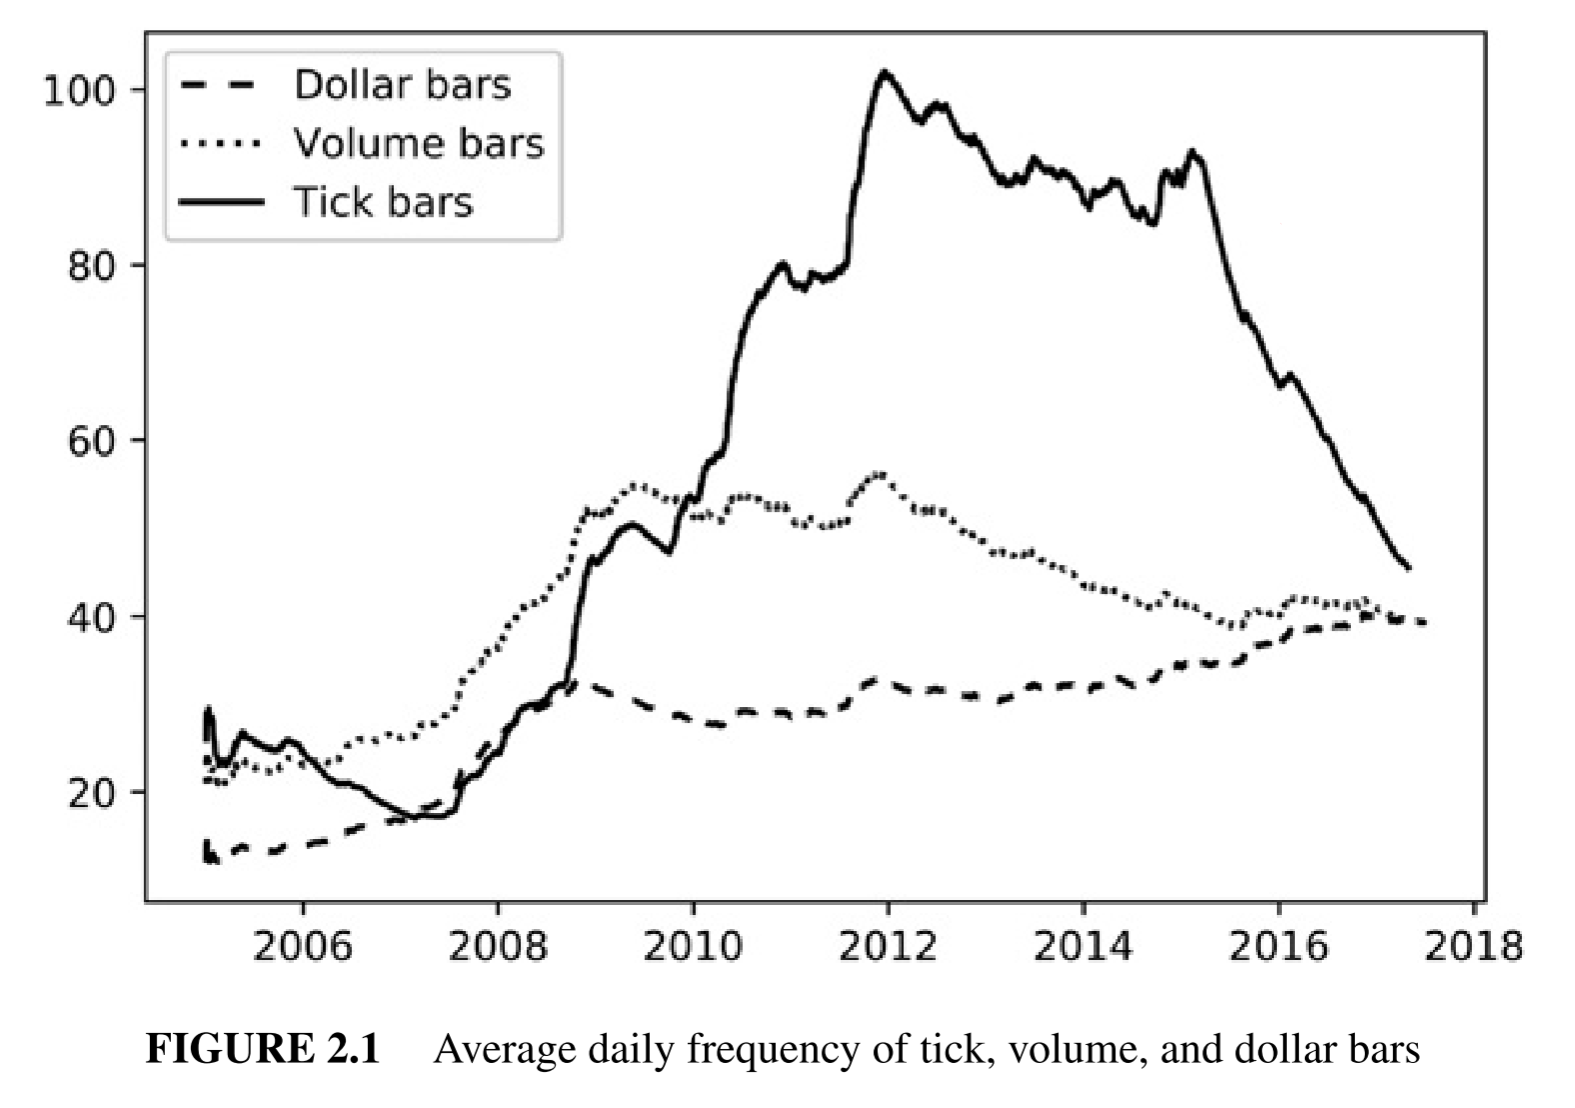 Dollar bars
Volume bars
Tick bars
100
80
60
40
20
2006 2008 2010 2012 2014 2016 2018
FIGURE 2.1 Average daily frequency of tick, volume, and dollar bars